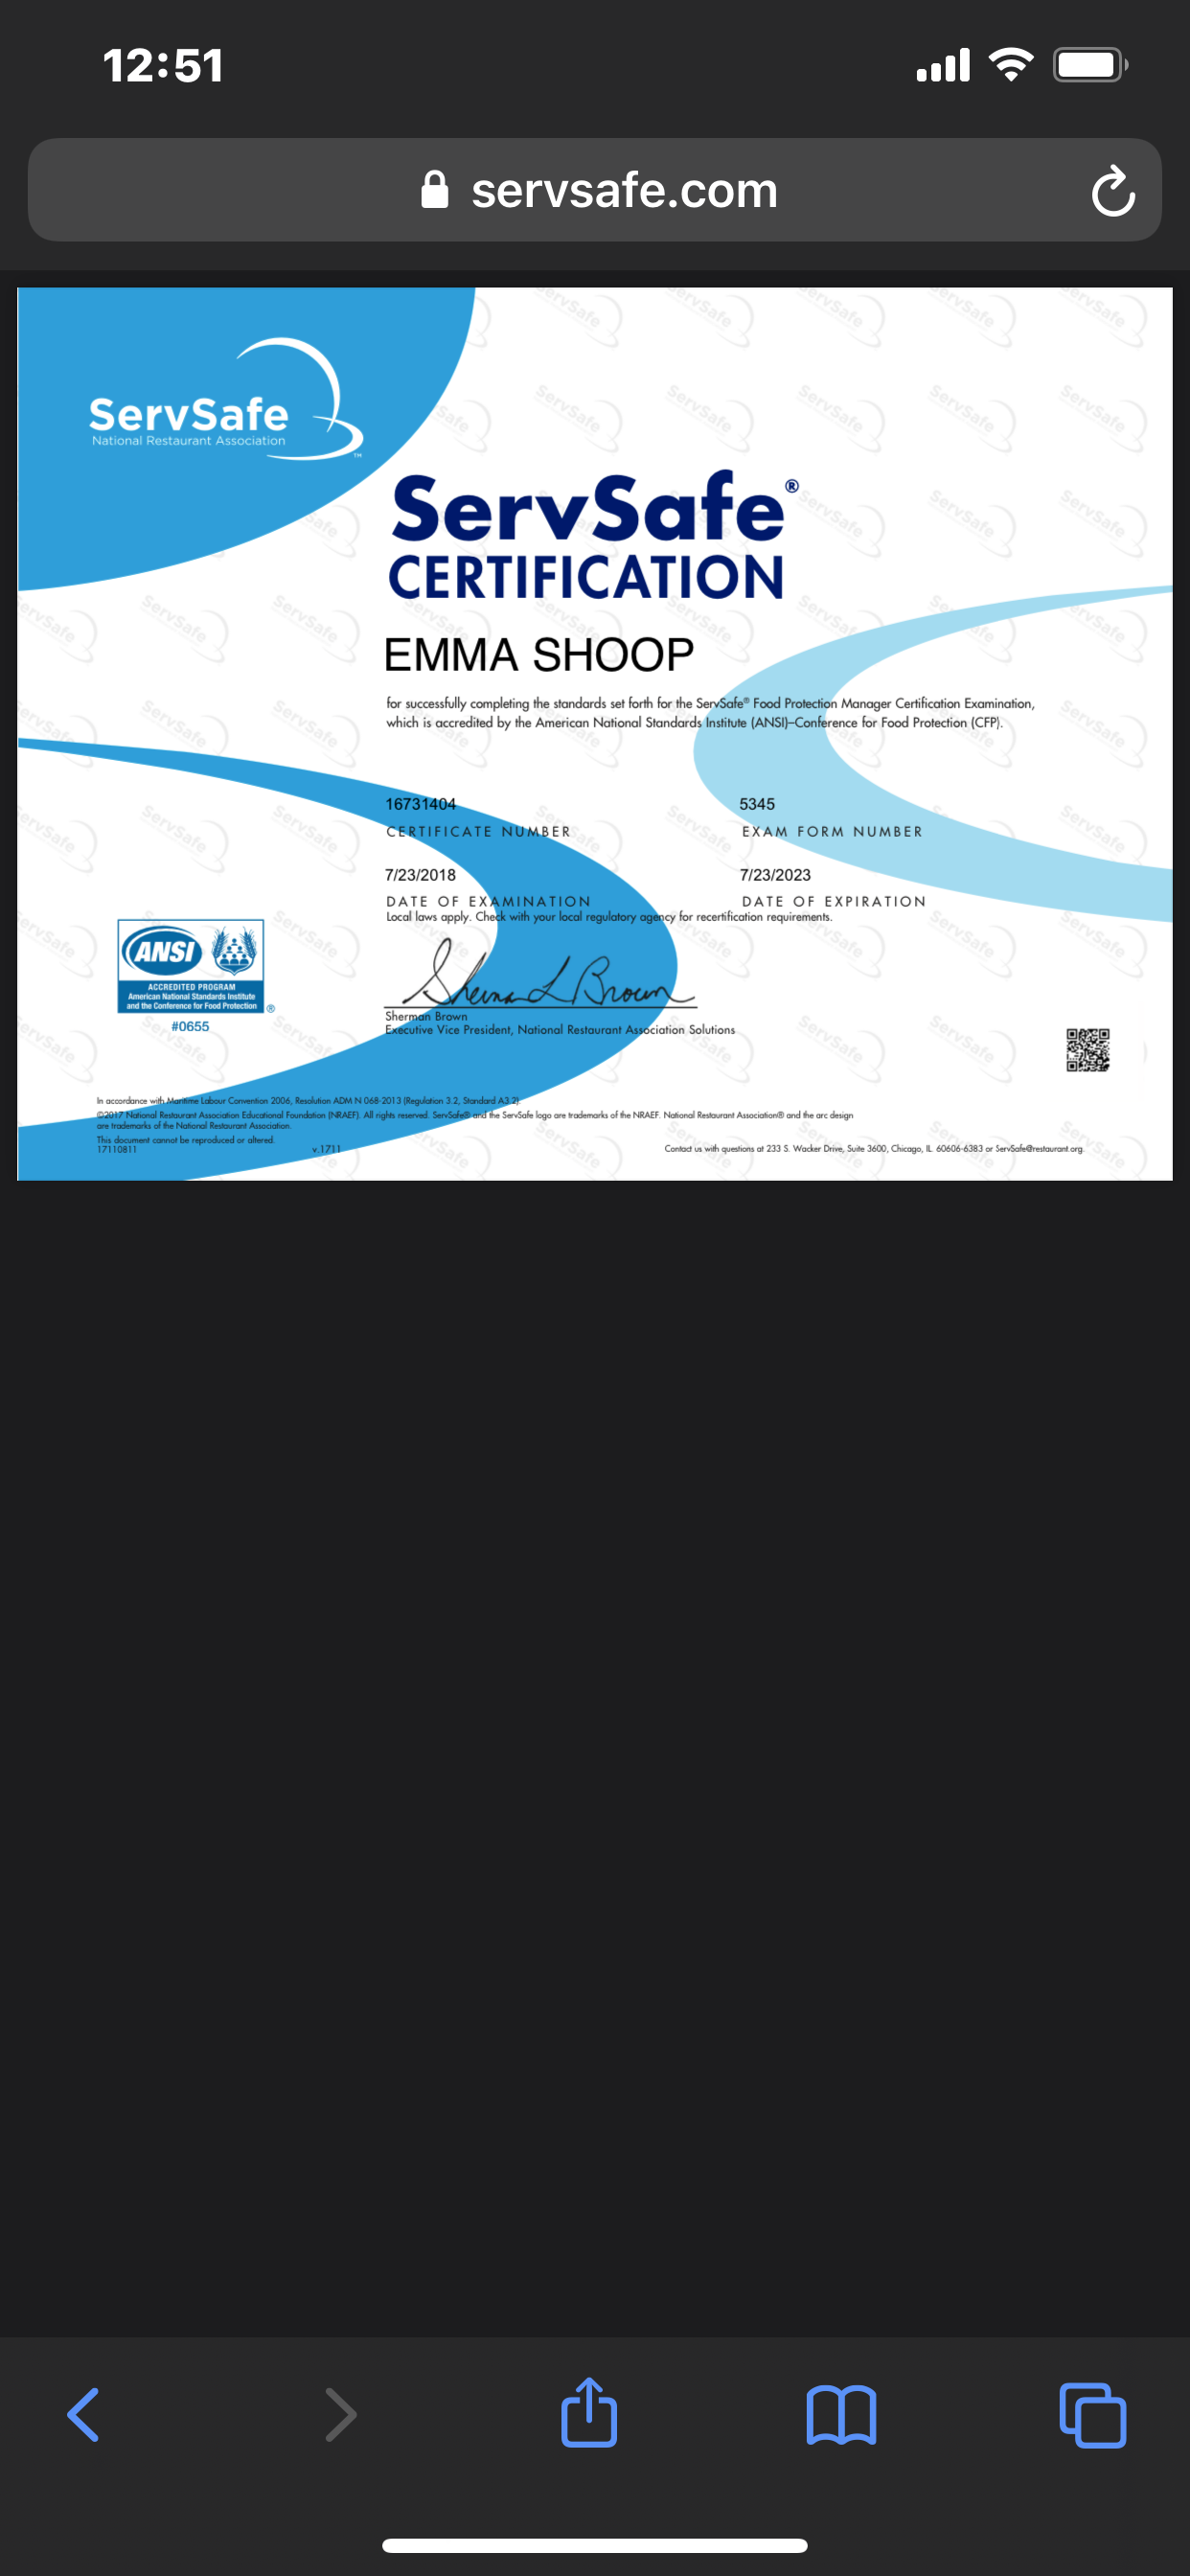 12:51
servsafe.com
ServSafe
National Restaurant Association
TM
ServSafe®
CERTIFICATION
EMMA SHOOP
for successfully completing the standards set forth for the ServSafe® Food Protection Manager Certification Examination,
which is accredited by the American National Standards Institute (ANSI)–Conference for Food Protection (CFP).
16731404 5345
CERTIFICATE NUMBER EXAM FORM NUMBER
7/23/2018 7/23/2023
DATE OF EXAMINATION DATE OF EXPIRATION
Local laws apply. Check with your local regulatory agency for recertification requirements.
ANSI
ACCREDITED PROGRAM
American National Standards Institute
and the Conference for Food Protection ®
#0655
Sherman Brown
Executive Vice President, National Restaurant Association Solutions
In accordance with Maritime Labour Convention 2006, Resolution ADM N 068-2013 (Regulation 3.2, Standard A3.2).
©2017 National Restaurant Association Educational Foundation (NRAEF). All rights reserved. ServSafe® and the ServSafe logo are trademarks of the NRAEF. National Restaurant Association® and the arc design
are trademarks of the National Restaurant Association.
This document cannot be reproduced or altered.
17110811 v.1711
Contact us with questions at 233 S. Wacker Drive, Suite 3600, Chicago, IL 60606-6383 or ServSafe@restaurant.org.